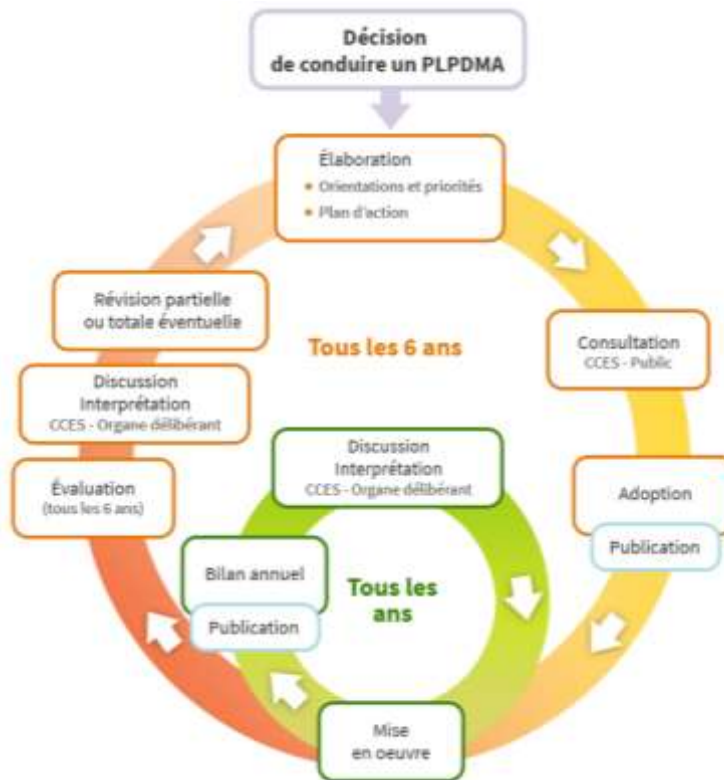 Décision
de conduire un PLPDMA
Élaboration
• Orientations et priorités
• Plan d'action
Révision partielle
ou totale éventuelle
Tous les 6 ans
Consultation
CCES - Public
Discussion
Interprétation
CCES - Organe délibérant
Discussion
Interprétation
CCES - Organe délibérant
Évaluation
(tous les 6 ans)
Adoption
Publication
Bilan annuel
Publication
Tous les
ans
Mise
en oeuvre